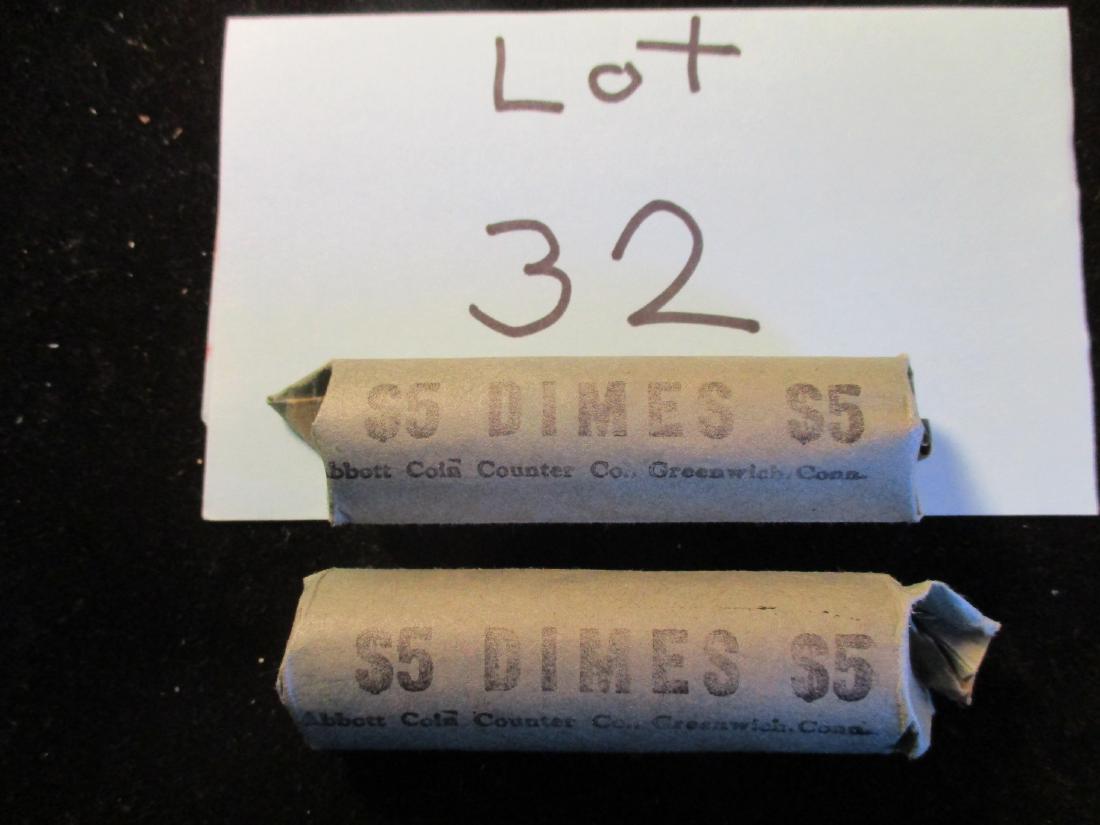 Lot
32
$5 DIMES $5
bbott Coin Counter Co., Greenwich, Conn.
$5 DIMES $5
Abbott Coin Counter Co., Greenwich, Conn.